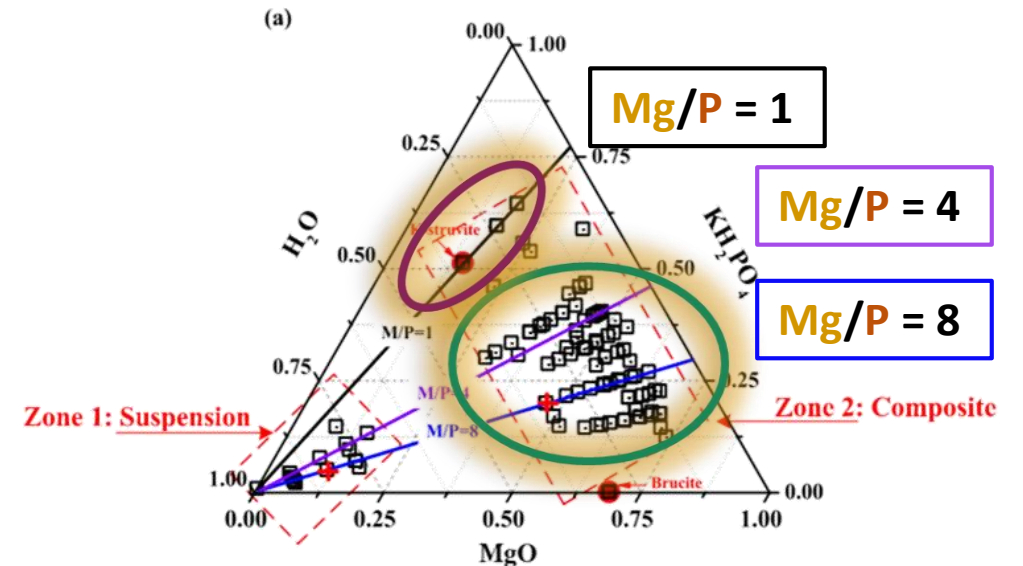 (a)
0.00
1.00
Mg/P = 1
0.25
0.75
Mg/P = 4
struvite
H₂O
KH₂PO₄
0.50
0.50
Mg/P = 8
M/P=1
0.75
0.25
M/P=4
Zone 1: Suspension
Zone 2: Composite
M/P=8
1.00
Brucite
0.00
0.00
0.25
0.50
0.75
1.00
MgO